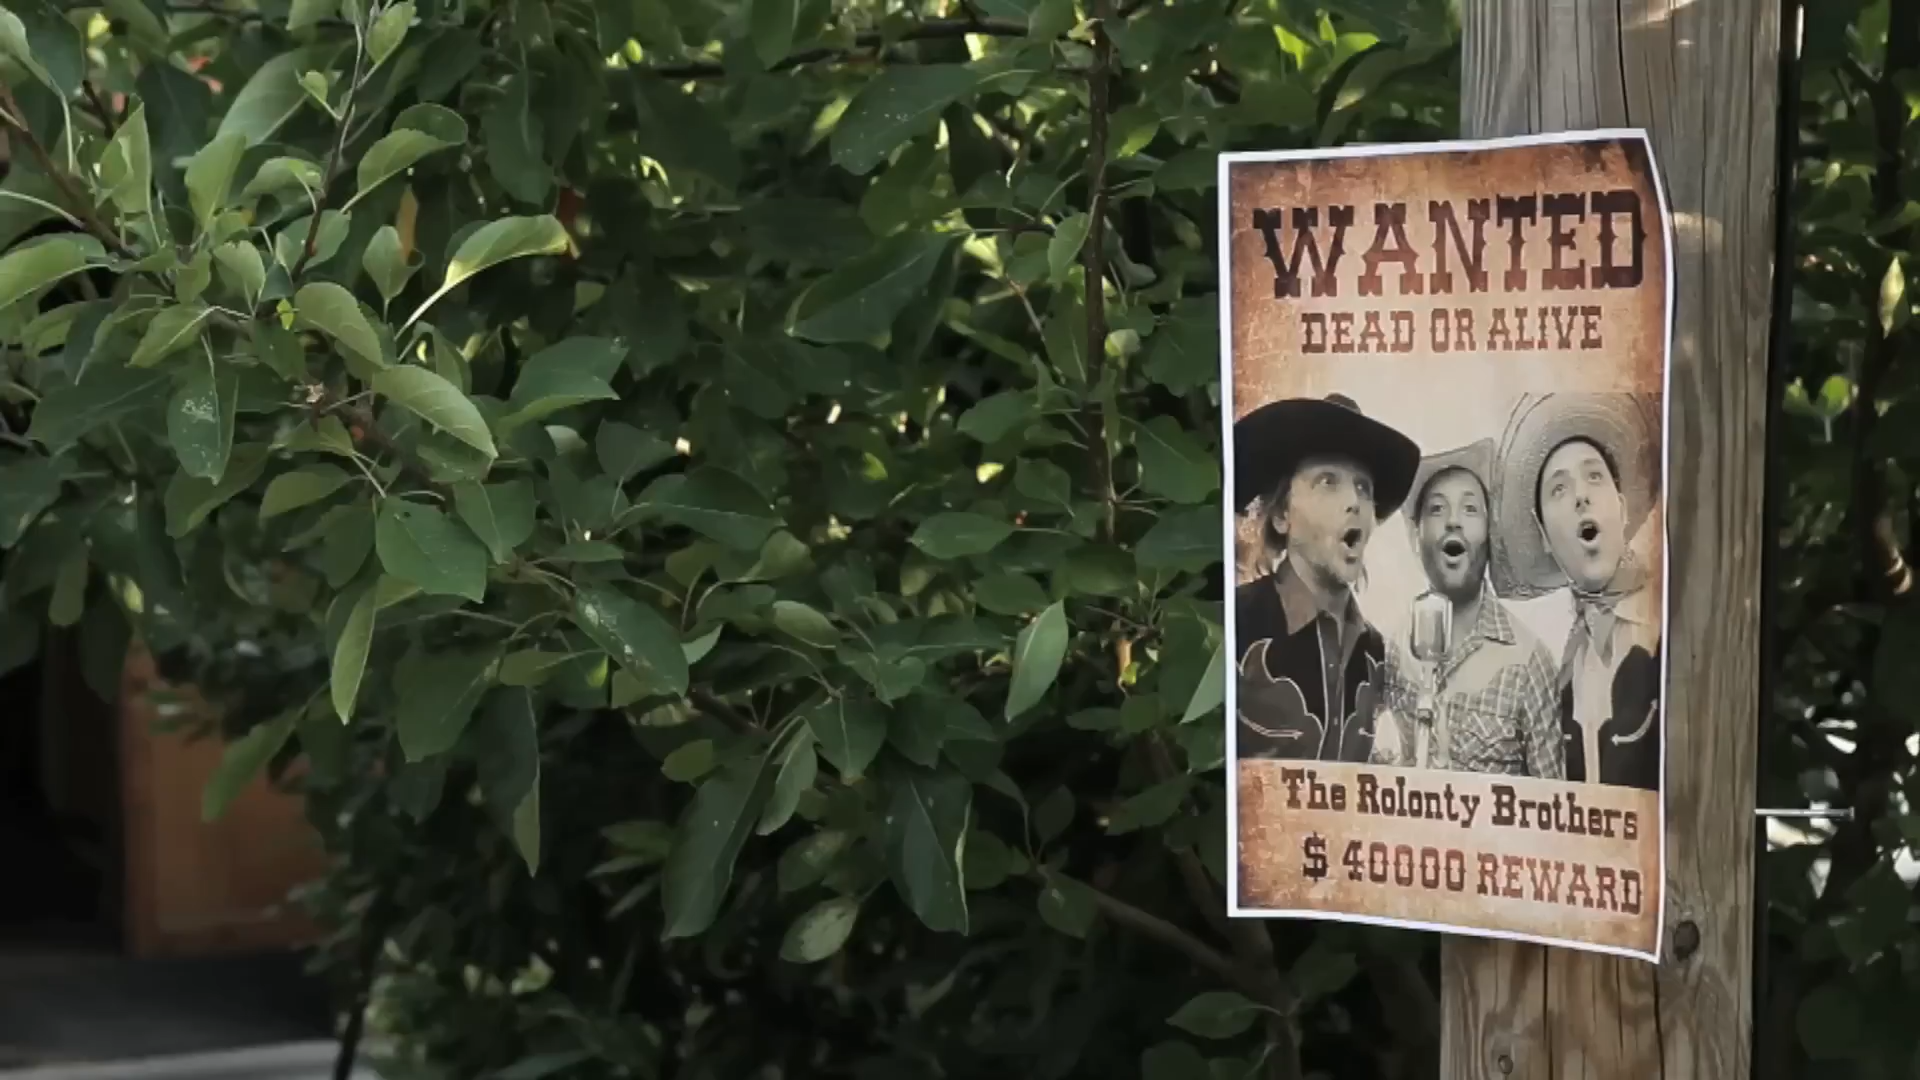 WANTED
DEAD OR ALIVE
The Rolonty Brothers
$ 40000 REWARD